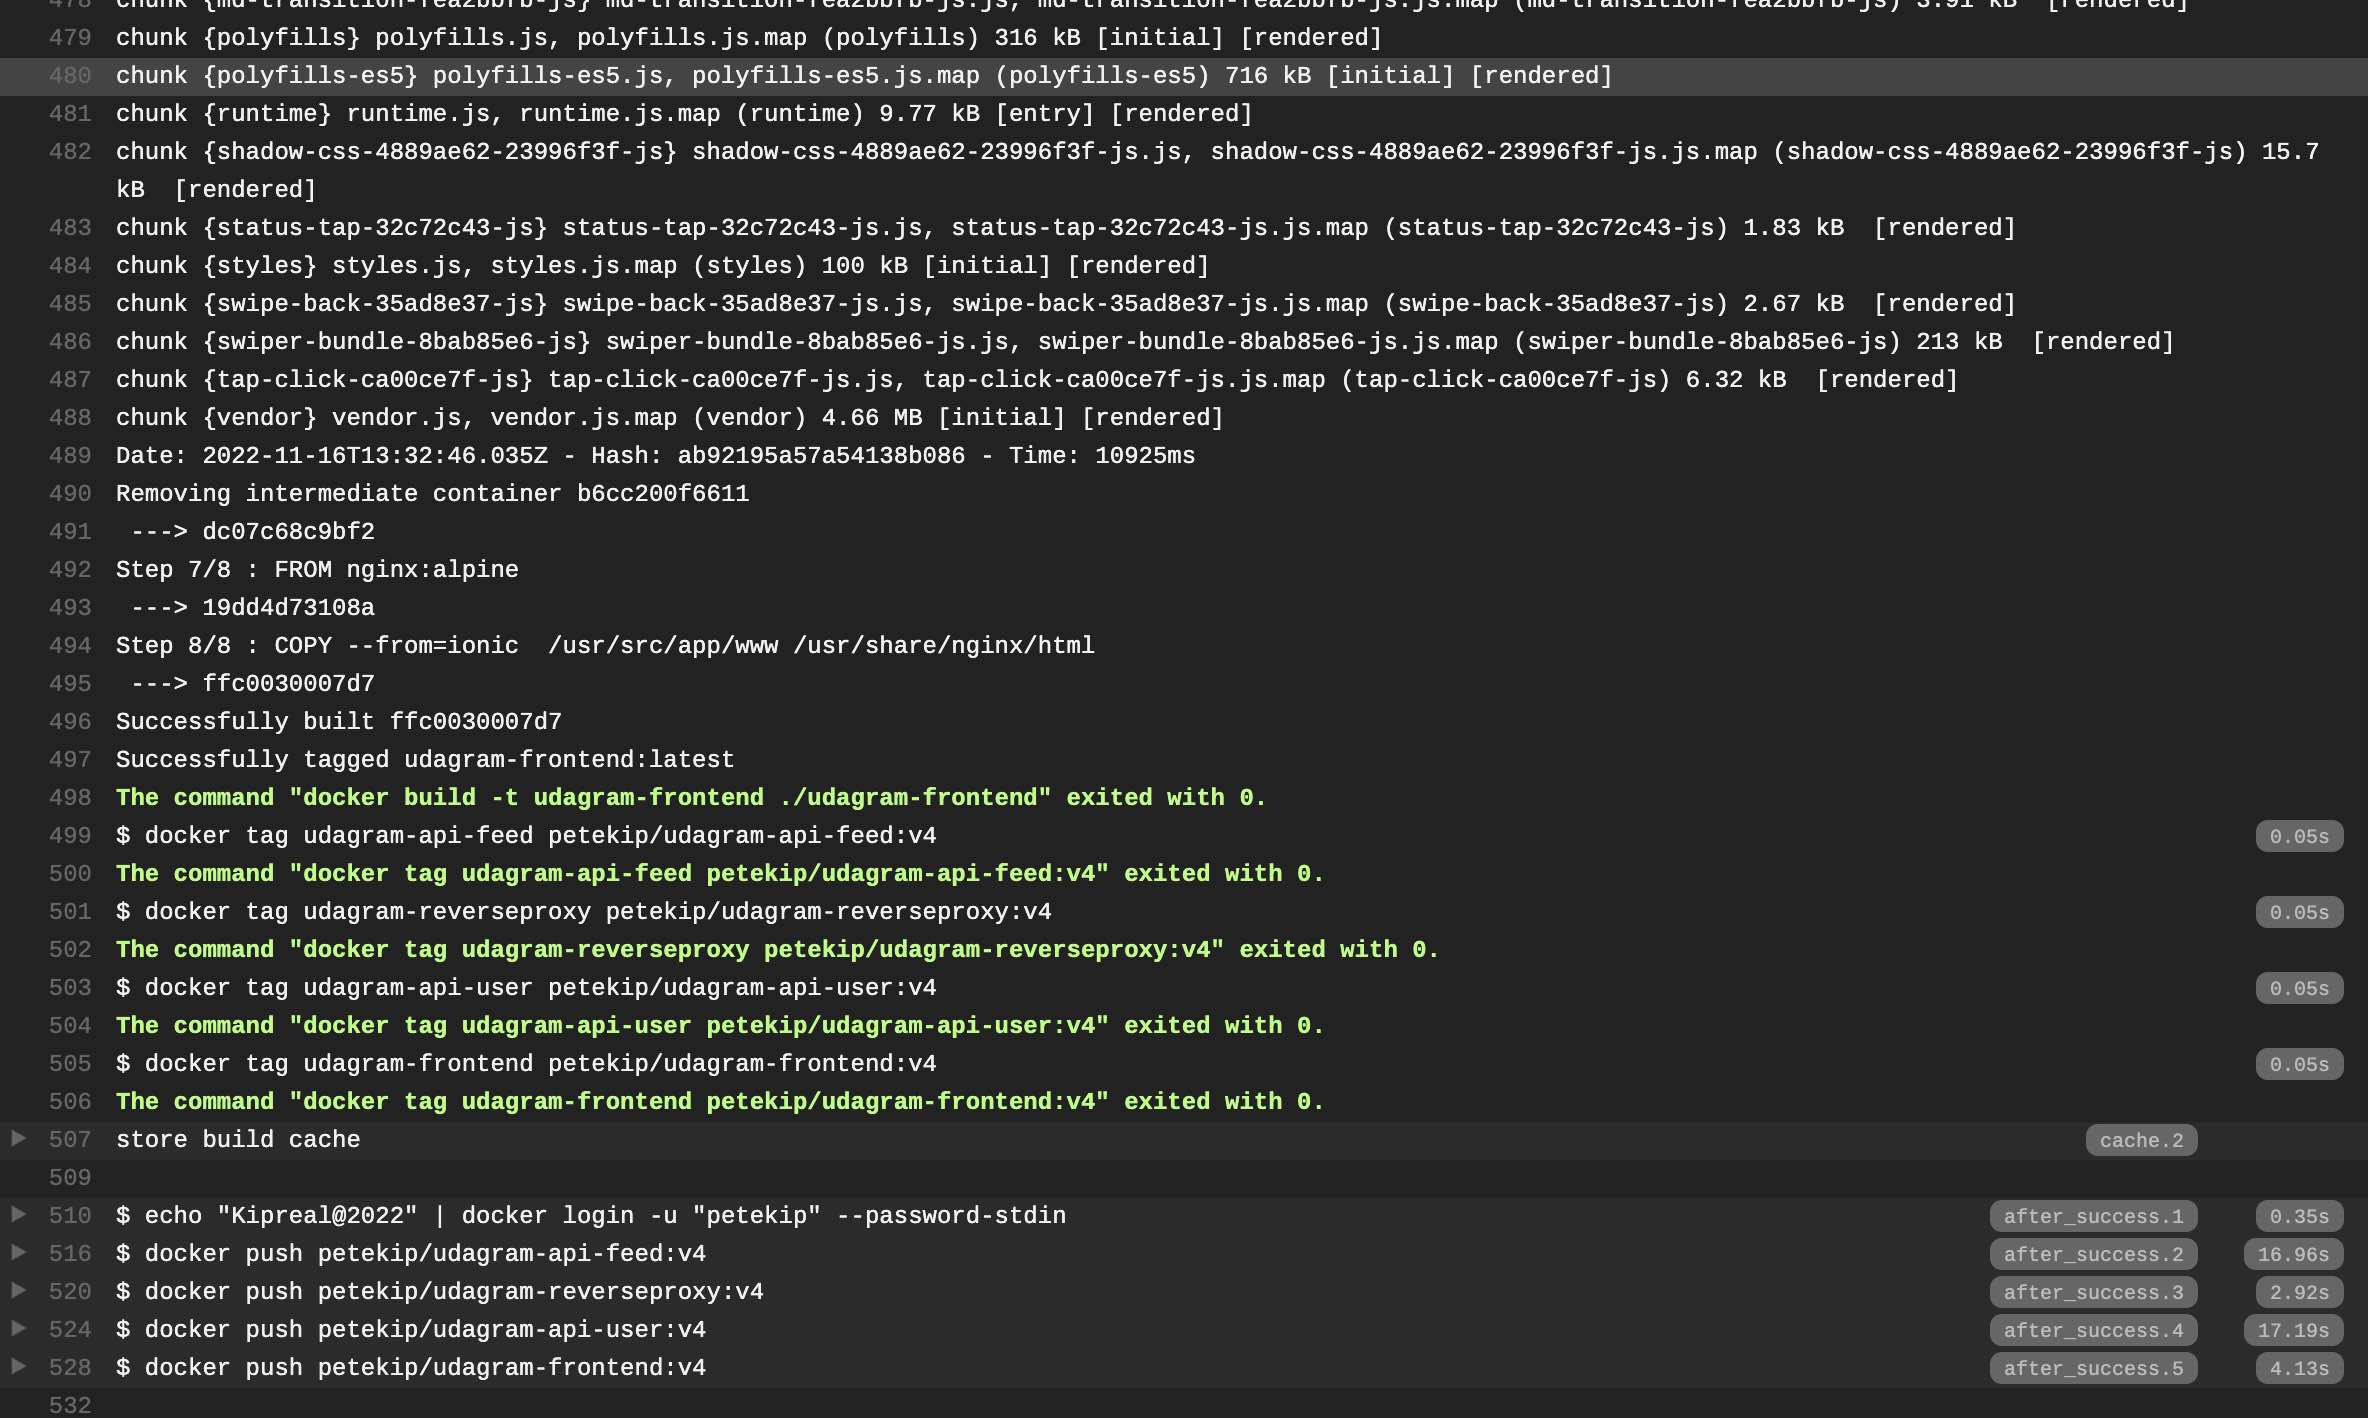 478 chunk {md-transition-fea2bbfb-js} md-transition-fea2bbfb-js.js, md-transition-fea2bbfb-js.js.map (md-transition-fea2bbfb-js) 3.91 kB  [rendered]
479 chunk {polyfills} polyfills.js, polyfills.js.map (polyfills) 316 kB [initial] [rendered]
480 chunk {polyfills-es5} polyfills-es5.js, polyfills-es5.js.map (polyfills-es5) 716 kB [initial] [rendered]
481 chunk {runtime} runtime.js, runtime.js.map (runtime) 9.77 kB [entry] [rendered]
482 chunk {shadow-css-4889ae62-23996f3f-js} shadow-css-4889ae62-23996f3f-js.js, shadow-css-4889ae62-23996f3f-js.js.map (shadow-css-4889ae62-23996f3f-js) 15.7
kB  [rendered]
483 chunk {status-tap-32c72c43-js} status-tap-32c72c43-js.js, status-tap-32c72c43-js.js.map (status-tap-32c72c43-js) 1.83 kB  [rendered]
484 chunk {styles} styles.js, styles.js.map (styles) 100 kB [initial] [rendered]
485 chunk {swipe-back-35ad8e37-js} swipe-back-35ad8e37-js.js, swipe-back-35ad8e37-js.js.map (swipe-back-35ad8e37-js) 2.67 kB  [rendered]
486 chunk {swiper-bundle-8bab85e6-js} swiper-bundle-8bab85e6-js.js, swiper-bundle-8bab85e6-js.js.map (swiper-bundle-8bab85e6-js) 213 kB  [rendered]
487 chunk {tap-click-ca00ce7f-js} tap-click-ca00ce7f-js.js, tap-click-ca00ce7f-js.js.map (tap-click-ca00ce7f-js) 6.32 kB  [rendered]
488 chunk {vendor} vendor.js, vendor.js.map (vendor) 4.66 MB [initial] [rendered]
489 Date: 2022-11-16T13:32:46.035Z - Hash: ab92195a57a54138b086 - Time: 10925ms
490 Removing intermediate container b6cc200f6611
491  ---> dc07c68c9bf2
492 Step 7/8 : FROM nginx:alpine
493  ---> 19dd4d73108a
494 Step 8/8 : COPY --from=ionic  /usr/src/app/www /usr/share/nginx/html
495  ---> ffc0030007d7
496 Successfully built ffc0030007d7
497 Successfully tagged udagram-frontend:latest
498 The command "docker build -t udagram-frontend ./udagram-frontend" exited with 0.
499 $ docker tag udagram-api-feed petekip/udagram-api-feed:v4 0.05s
500 The command "docker tag udagram-api-feed petekip/udagram-api-feed:v4" exited with 0.
501 $ docker tag udagram-reverseproxy petekip/udagram-reverseproxy:v4 0.05s
502 The command "docker tag udagram-reverseproxy petekip/udagram-reverseproxy:v4" exited with 0.
503 $ docker tag udagram-api-user petekip/udagram-api-user:v4 0.05s
504 The command "docker tag udagram-api-user petekip/udagram-api-user:v4" exited with 0.
505 $ docker tag udagram-frontend petekip/udagram-frontend:v4 0.05s
506 The command "docker tag udagram-frontend petekip/udagram-frontend:v4" exited with 0.
507 store build cache cache.2
509
510 $ echo "Kipreal@2022" | docker login -u "petekip" --password-stdin after_success.1 0.35s
516 $ docker push petekip/udagram-api-feed:v4 after_success.2 16.96s
520 $ docker push petekip/udagram-reverseproxy:v4 after_success.3 2.92s
524 $ docker push petekip/udagram-api-user:v4 after_success.4 17.19s
528 $ docker push petekip/udagram-frontend:v4 after_success.5 4.13s
532